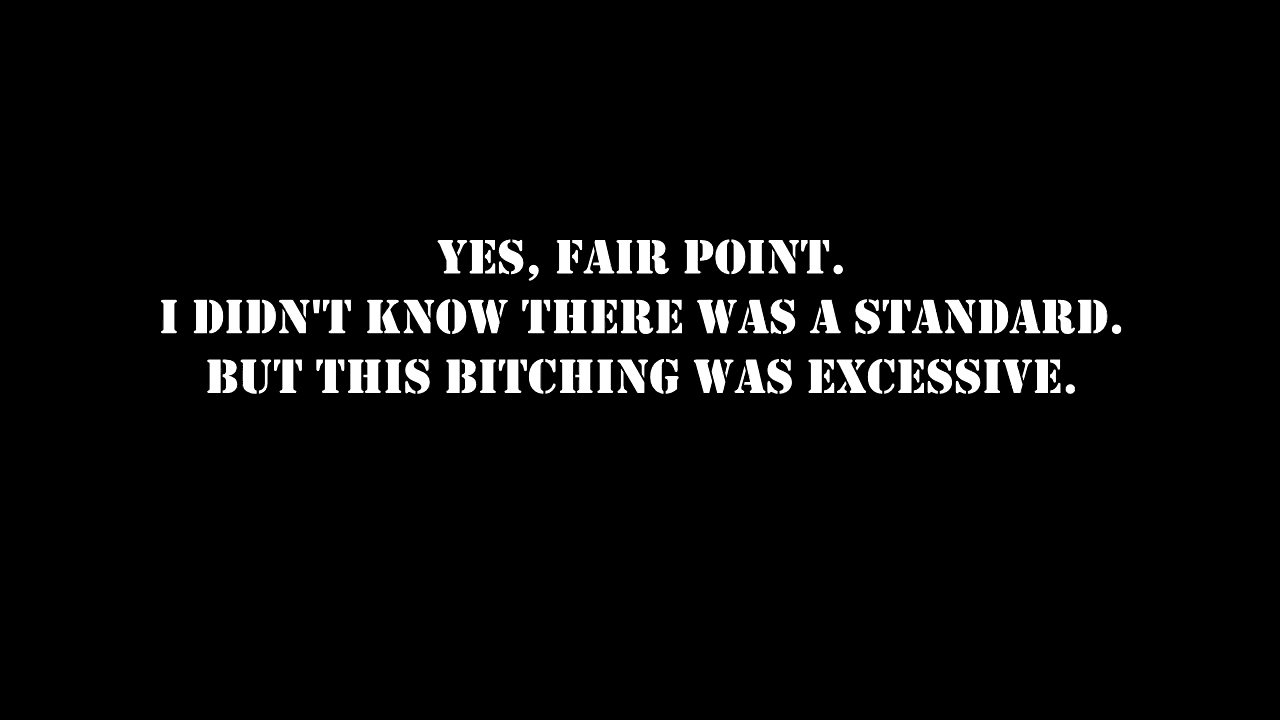 YES, FAIR POINT.
I DIDN'T KNOW THERE WAS A STANDARD.
BUT THIS BITCHING WAS EXCESSIVE.